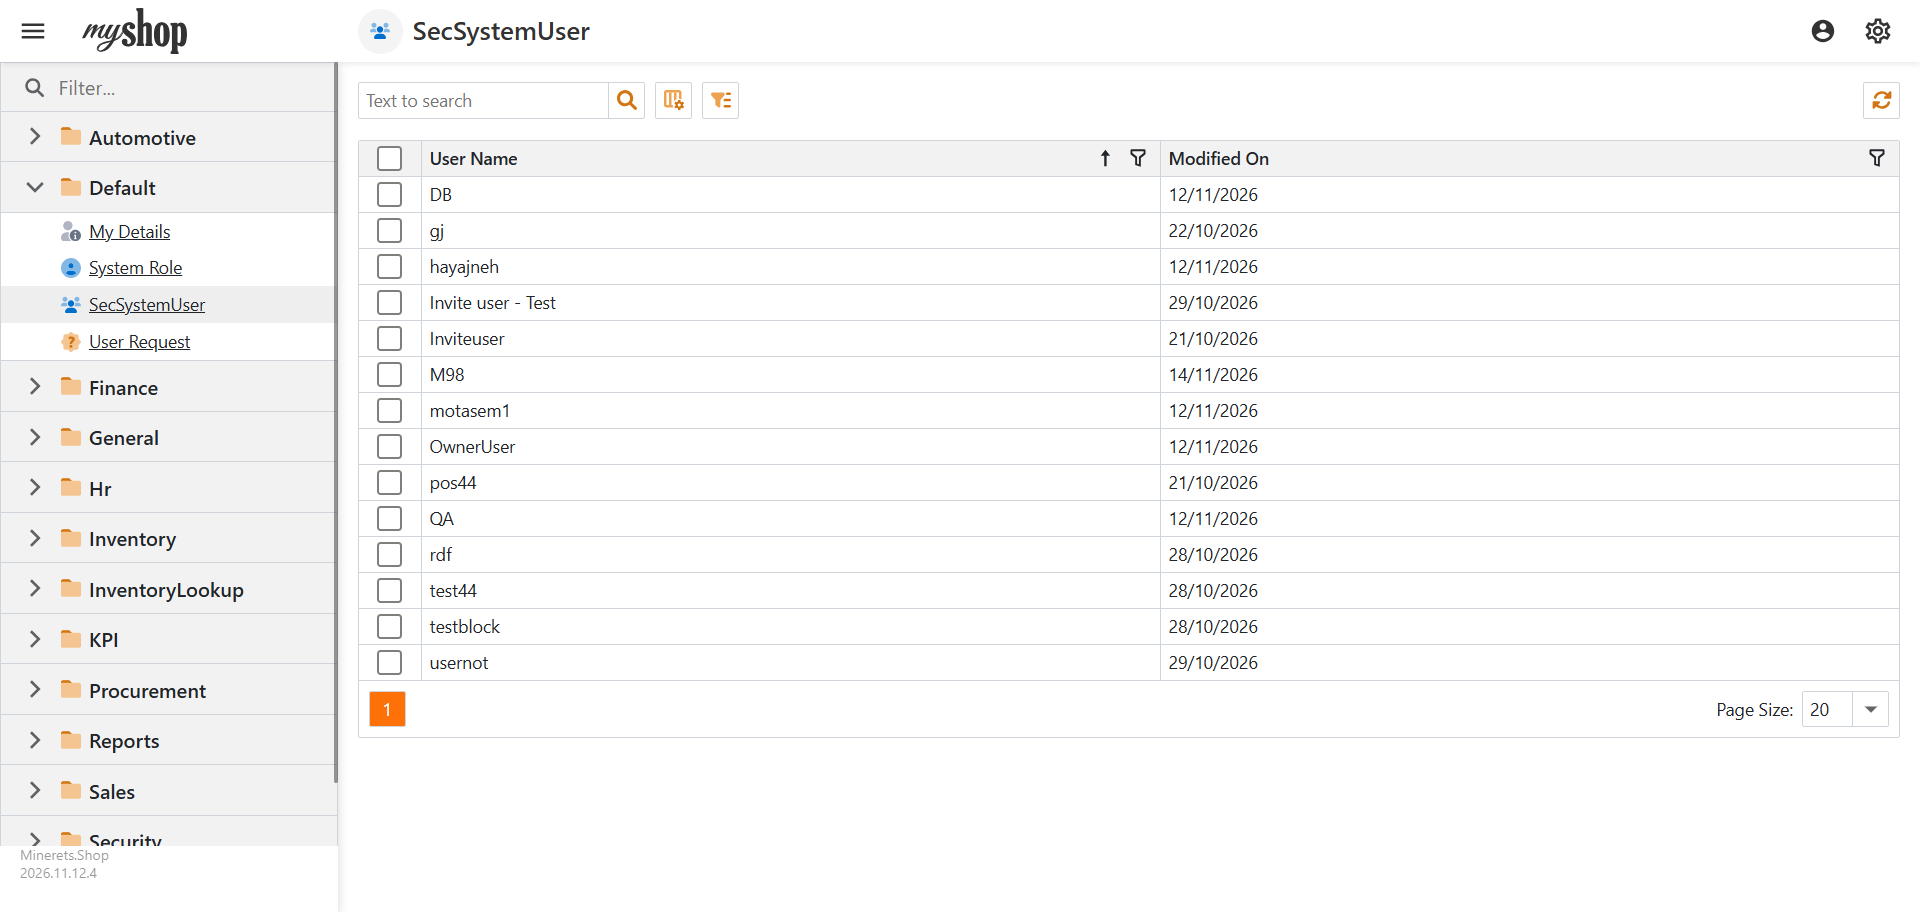 myshop
SecSystemUser
Filter...
Automotive
Default
My Details
System Role
SecSystemUser
User Request
Finance
General
Hr
Inventory
InventoryLookup
KPI
Procurement
Reports
Sales
Security
Minerets.Shop
2026.11.12.4
Text to search
User Name Modified On
DB 12/11/2026
gj 22/10/2026
hayajneh 12/11/2026
Invite user - Test 29/10/2026
Inviteuser 21/10/2026
M98 14/11/2026
motasem1 12/11/2026
OwnerUser 12/11/2026
pos44 21/10/2026
QA 12/11/2026
rdf 28/10/2026
test44 28/10/2026
testblock 28/10/2026
usernot 29/10/2026
1 Page Size: 20